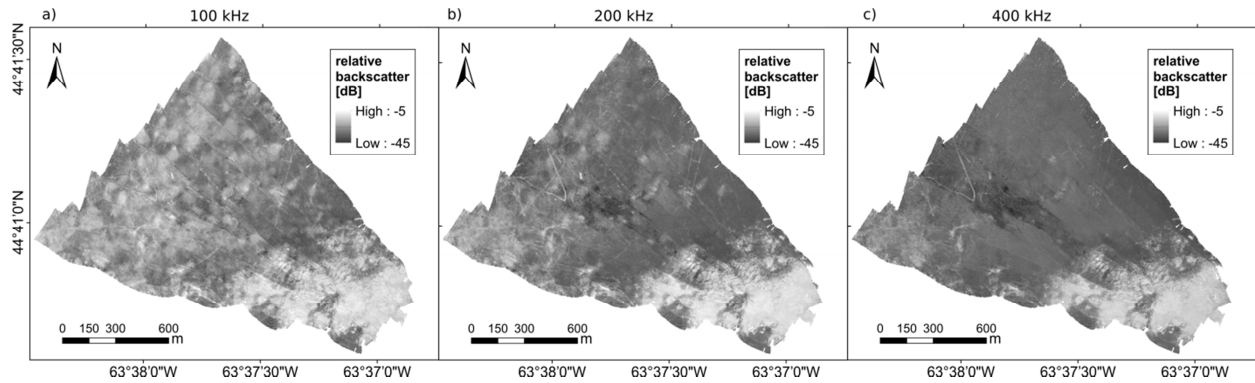 a) 100 kHz
b) 200 kHz
c) 400 kHz
44°41'30"N
44°41'0"N
N
relative
backscatter
[dB]
High : -5
Low : -45
0 150 300 600
m
63°38'0"W 63°37'30"W 63°37'0"W
N
relative
backscatter
[dB]
High : -5
Low : -45
0 150 300 600
m
63°38'0"W 63°37'30"W 63°37'0"W
N
relative
backscatter
[dB]
High : -5
Low : -45
0 150 300 600
m
63°38'0"W 63°37'30"W 63°37'0"W